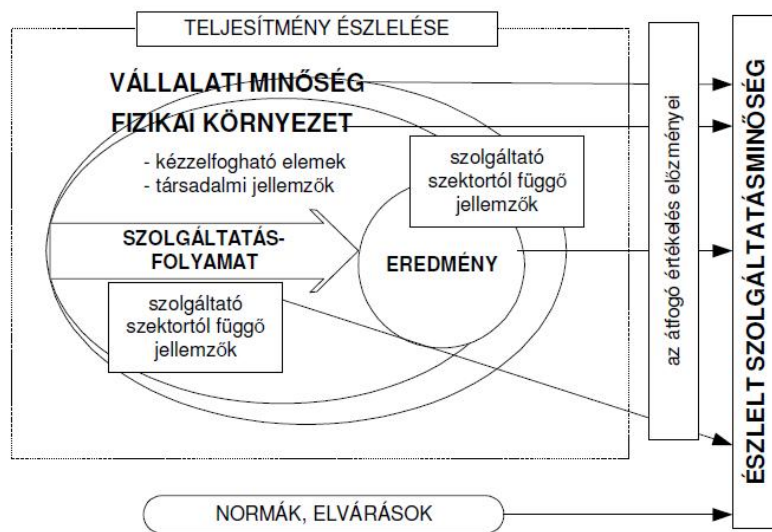 TELJESÍTMÉNY ÉSZLELÉSE
VÁLLALATI MINŐSÉG
FIZIKAI KÖRNYEZET
- kézzelfogható elemek
- társadalmi jellemzők
szolgáltató
szektortól függő
jellemzők
SZOLGÁLTATÁS-
FOLYAMAT
EREDMÉNY
szolgáltató
szektortól függő
jellemzők
NORMÁK, ELVÁRÁSOK
az átfogó értékelés előzményei
ÉSZLELT SZOLGÁLTATÁSMINŐSÉG